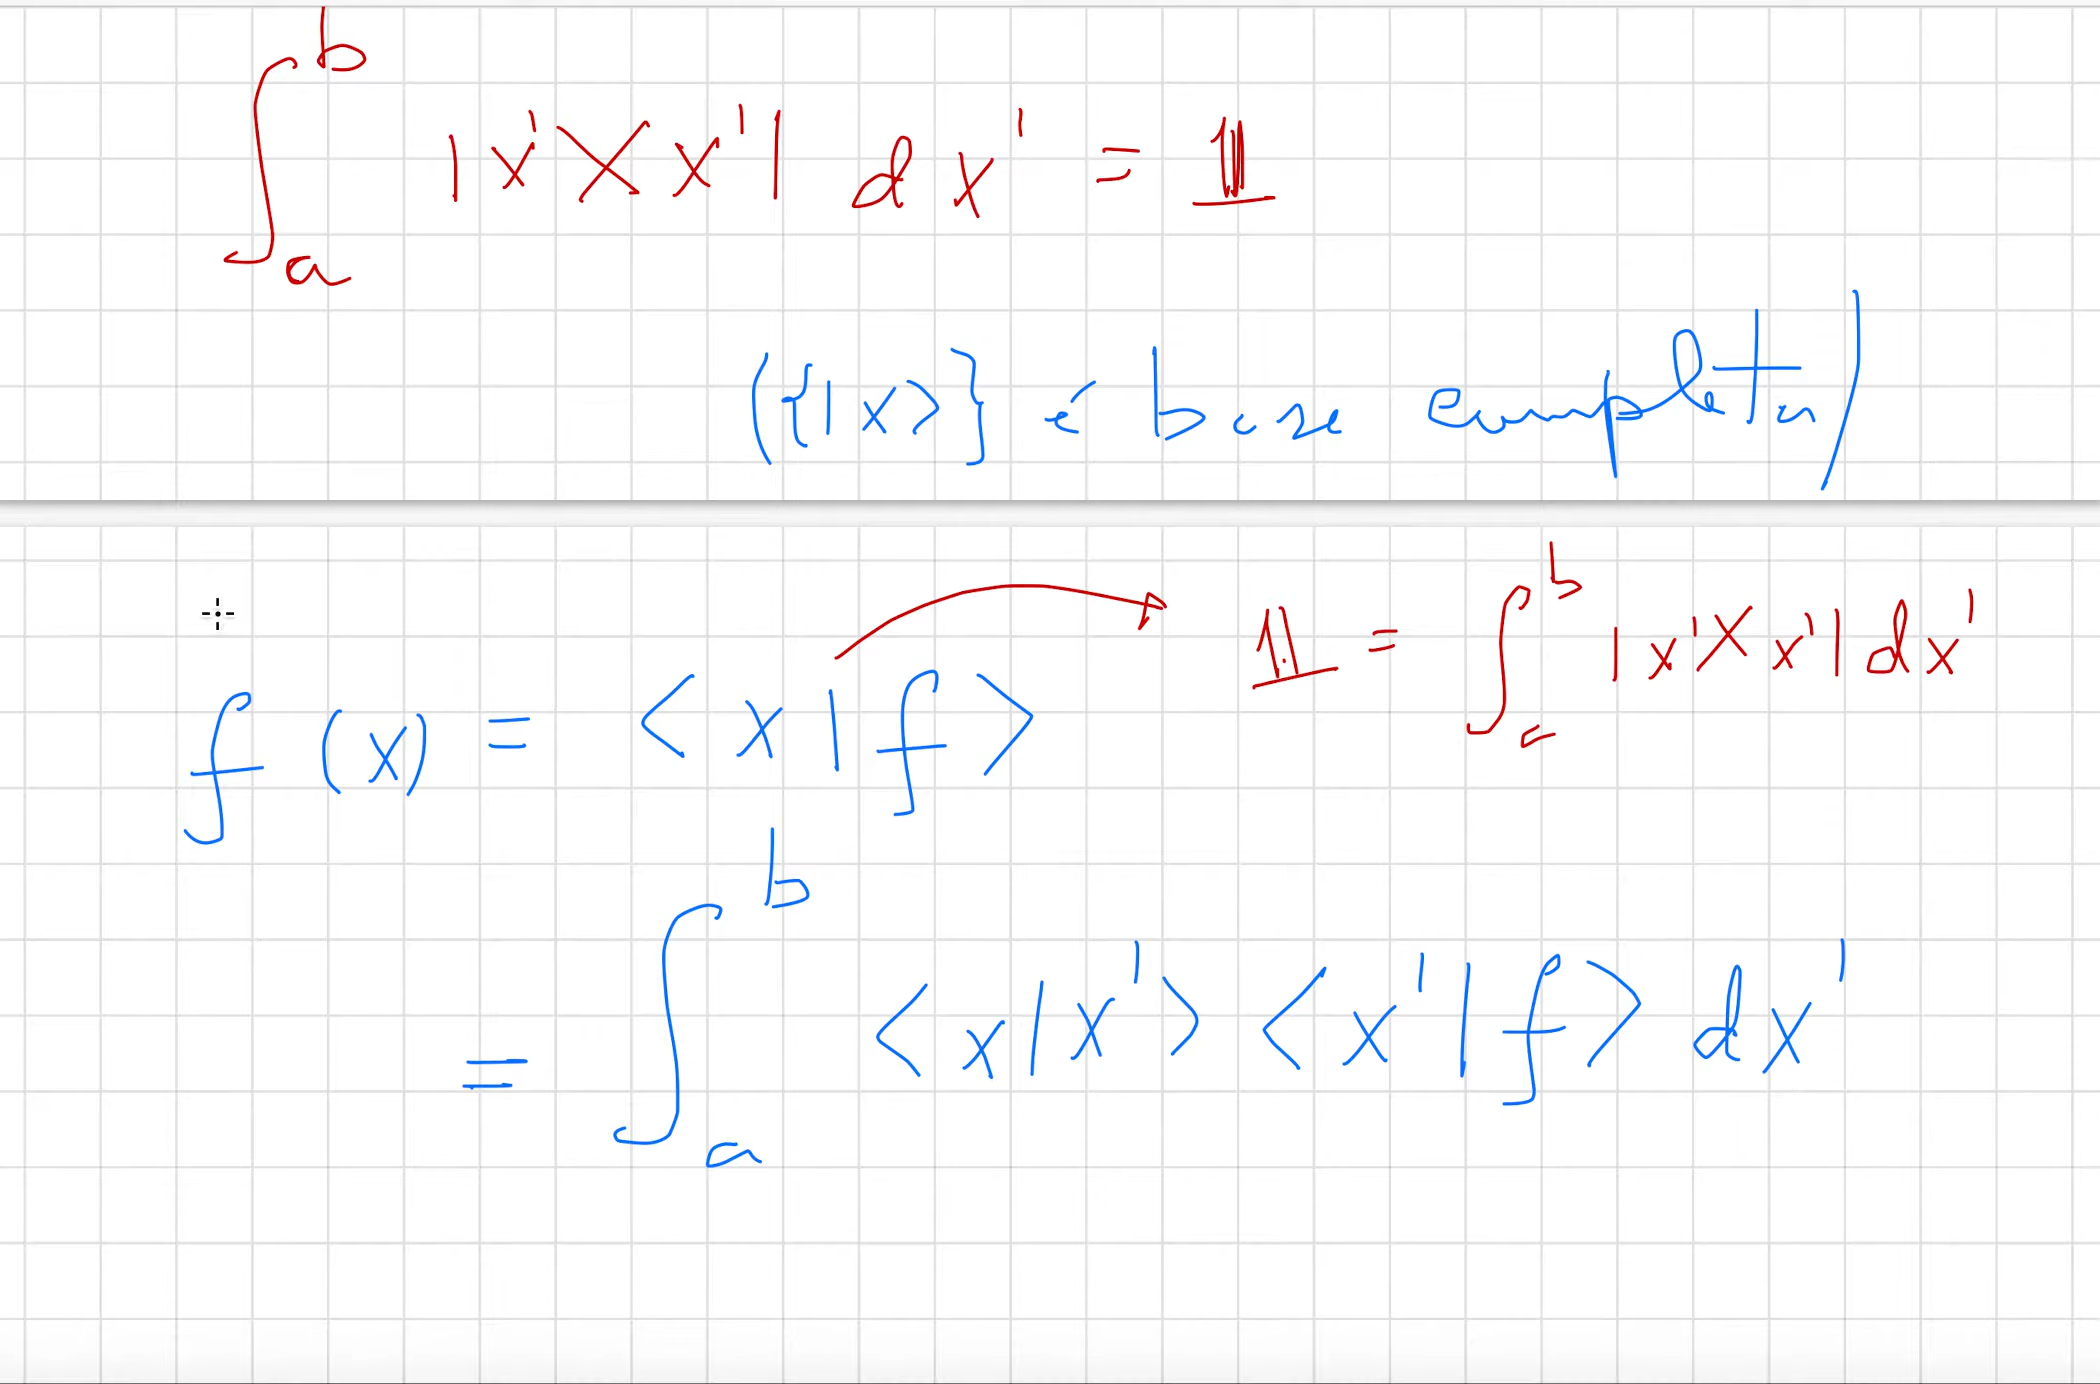 ∫_a^b |x'⟩⟨x'| dx' = 𝟙
({|x⟩} é base completa)
𝟙 = ∫_a^b |x'⟩⟨x'| dx'
f(x) = ⟨x|f⟩
= ∫_a^b ⟨x|x'⟩ ⟨x'|f⟩ dx'